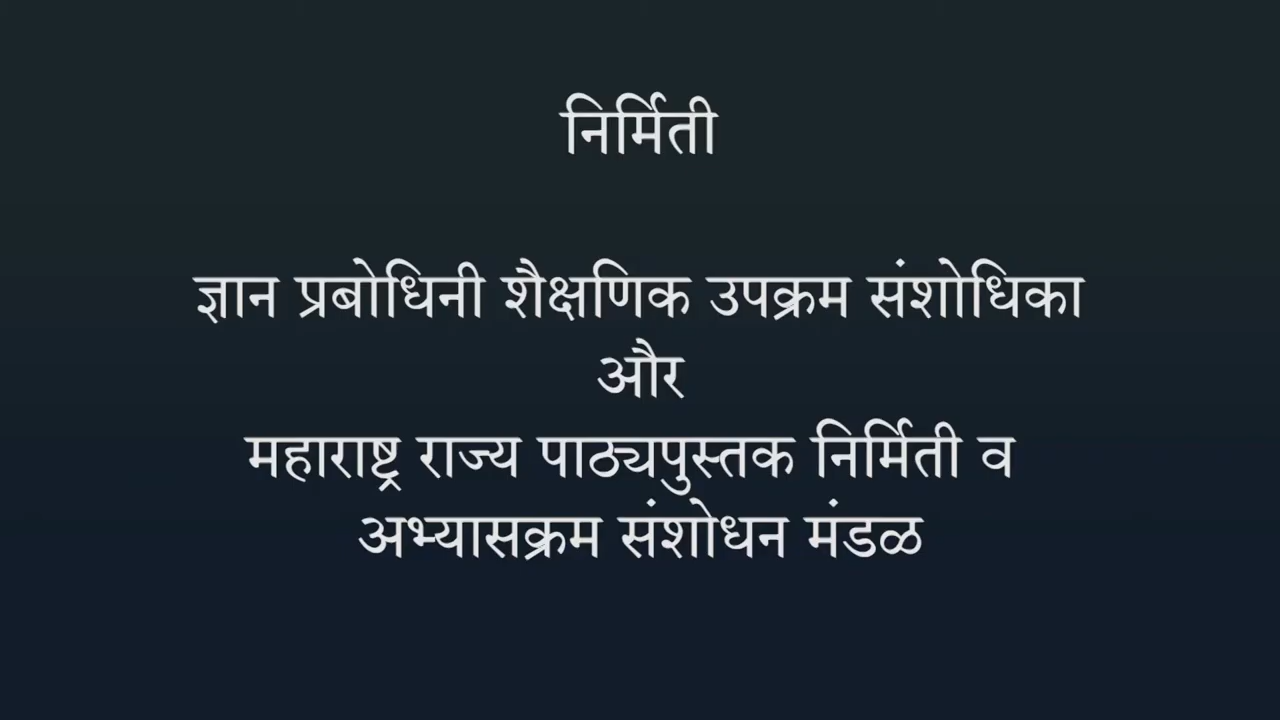 निर्मिती
ज्ञान प्रबोधिनी शैक्षणिक उपक्रम संशोधिका
और
महाराष्ट्र राज्य पाठ्यपुस्तक निर्मिती व
अभ्यासक्रम संशोधन मंडळ